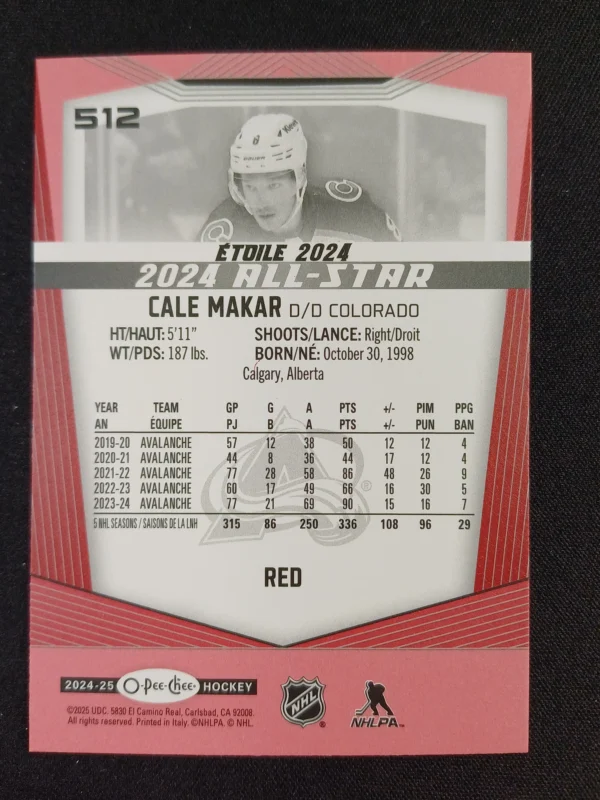 512
8
ÉTOILE 2024
2024 ALL-STAR
CALE MAKAR D/D COLORADO
HT/HAUT: 5'11" SHOOTS/LANCE: Right/Droit
WT/PDS: 187 lbs. BORN/NÉ: October 30, 1998
Calgary, Alberta
YEAR TEAM GP G A PTS +/- PIM PPG
AN ÉQUIPE PJ B A PTS +/- PUN BAN
2019-20 AVALANCHE 57 12 38 50 12 12 4
2020-21 AVALANCHE 44 8 36 44 17 12 4
2021-22 AVALANCHE 77 28 58 86 48 26 9
2022-23 AVALANCHE 60 17 49 66 16 30 5
2023-24 AVALANCHE 77 21 69 90 15 16 7
5 NHL SEASONS / SAISONS DE LA LNH 315 86 250 336 108 96 29
®
RED
2024-25 O-Pee-Chee® HOCKEY
NHL ®
NHLPA™
©2025 UDC. 5830 El Camino Real, Carlsbad, CA 92008.
All rights reserved. Printed in Italy. ©NHLPA. © NHL.